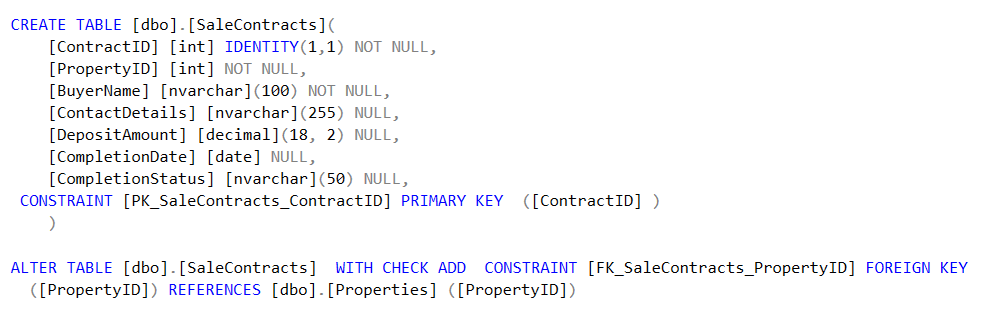 CREATE TABLE [dbo].[SaleContracts](
    [ContractID] [int] IDENTITY(1,1) NOT NULL,
    [PropertyID] [int] NOT NULL,
    [BuyerName] [nvarchar](100) NOT NULL,
    [ContactDetails] [nvarchar](255) NULL,
    [DepositAmount] [decimal](18, 2) NULL,
    [CompletionDate] [date] NULL,
    [CompletionStatus] [nvarchar](50) NULL,
 CONSTRAINT [PK_SaleContracts_ContractID] PRIMARY KEY  ([ContractID] )
    )
ALTER TABLE [dbo].[SaleContracts]  WITH CHECK ADD  CONSTRAINT [FK_SaleContracts_PropertyID] FOREIGN KEY
  ([PropertyID]) REFERENCES [dbo].[Properties] ([PropertyID])